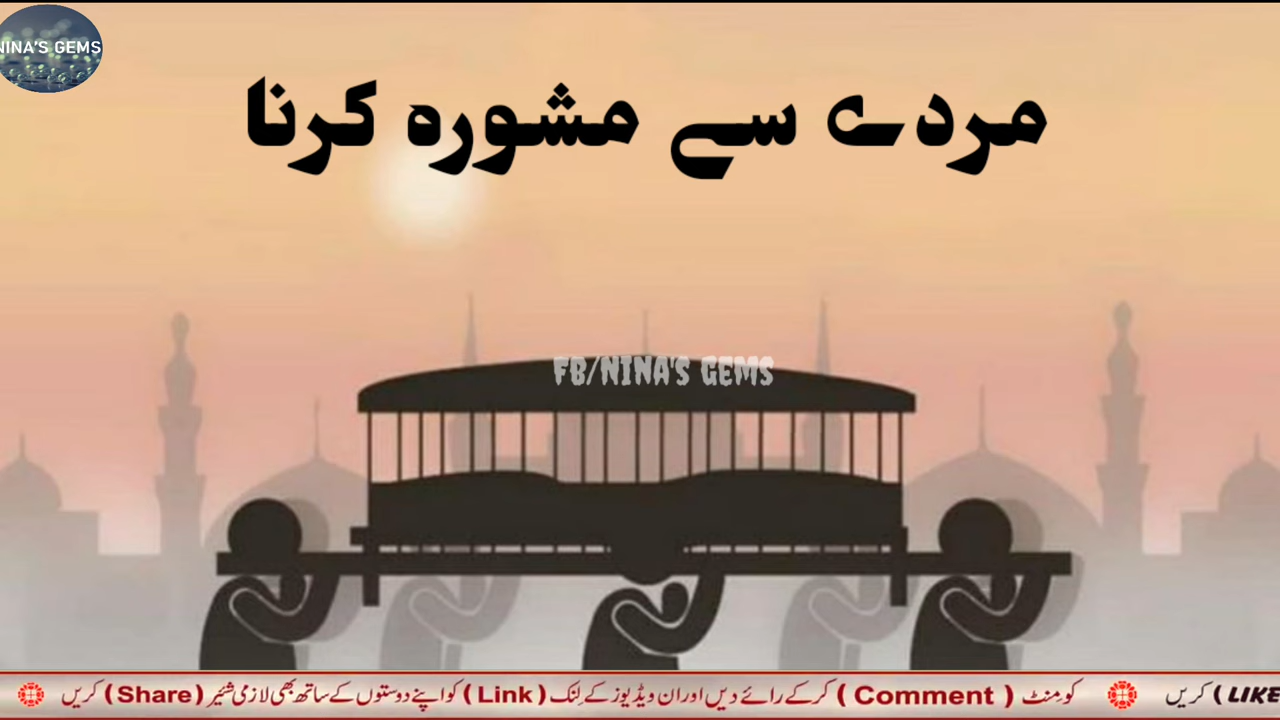 NINA'S GEMS
مردے سے مشورہ کرنا
FB/NINA'S GEMS
کریں (LIKE کومنٹ (Comment) کرکے رائے دیں اور ان ویڈیوز کے لنک (Link) کو اپنے دوستوں کے ساتھ بھی لازمی شئیر (Share) کریں